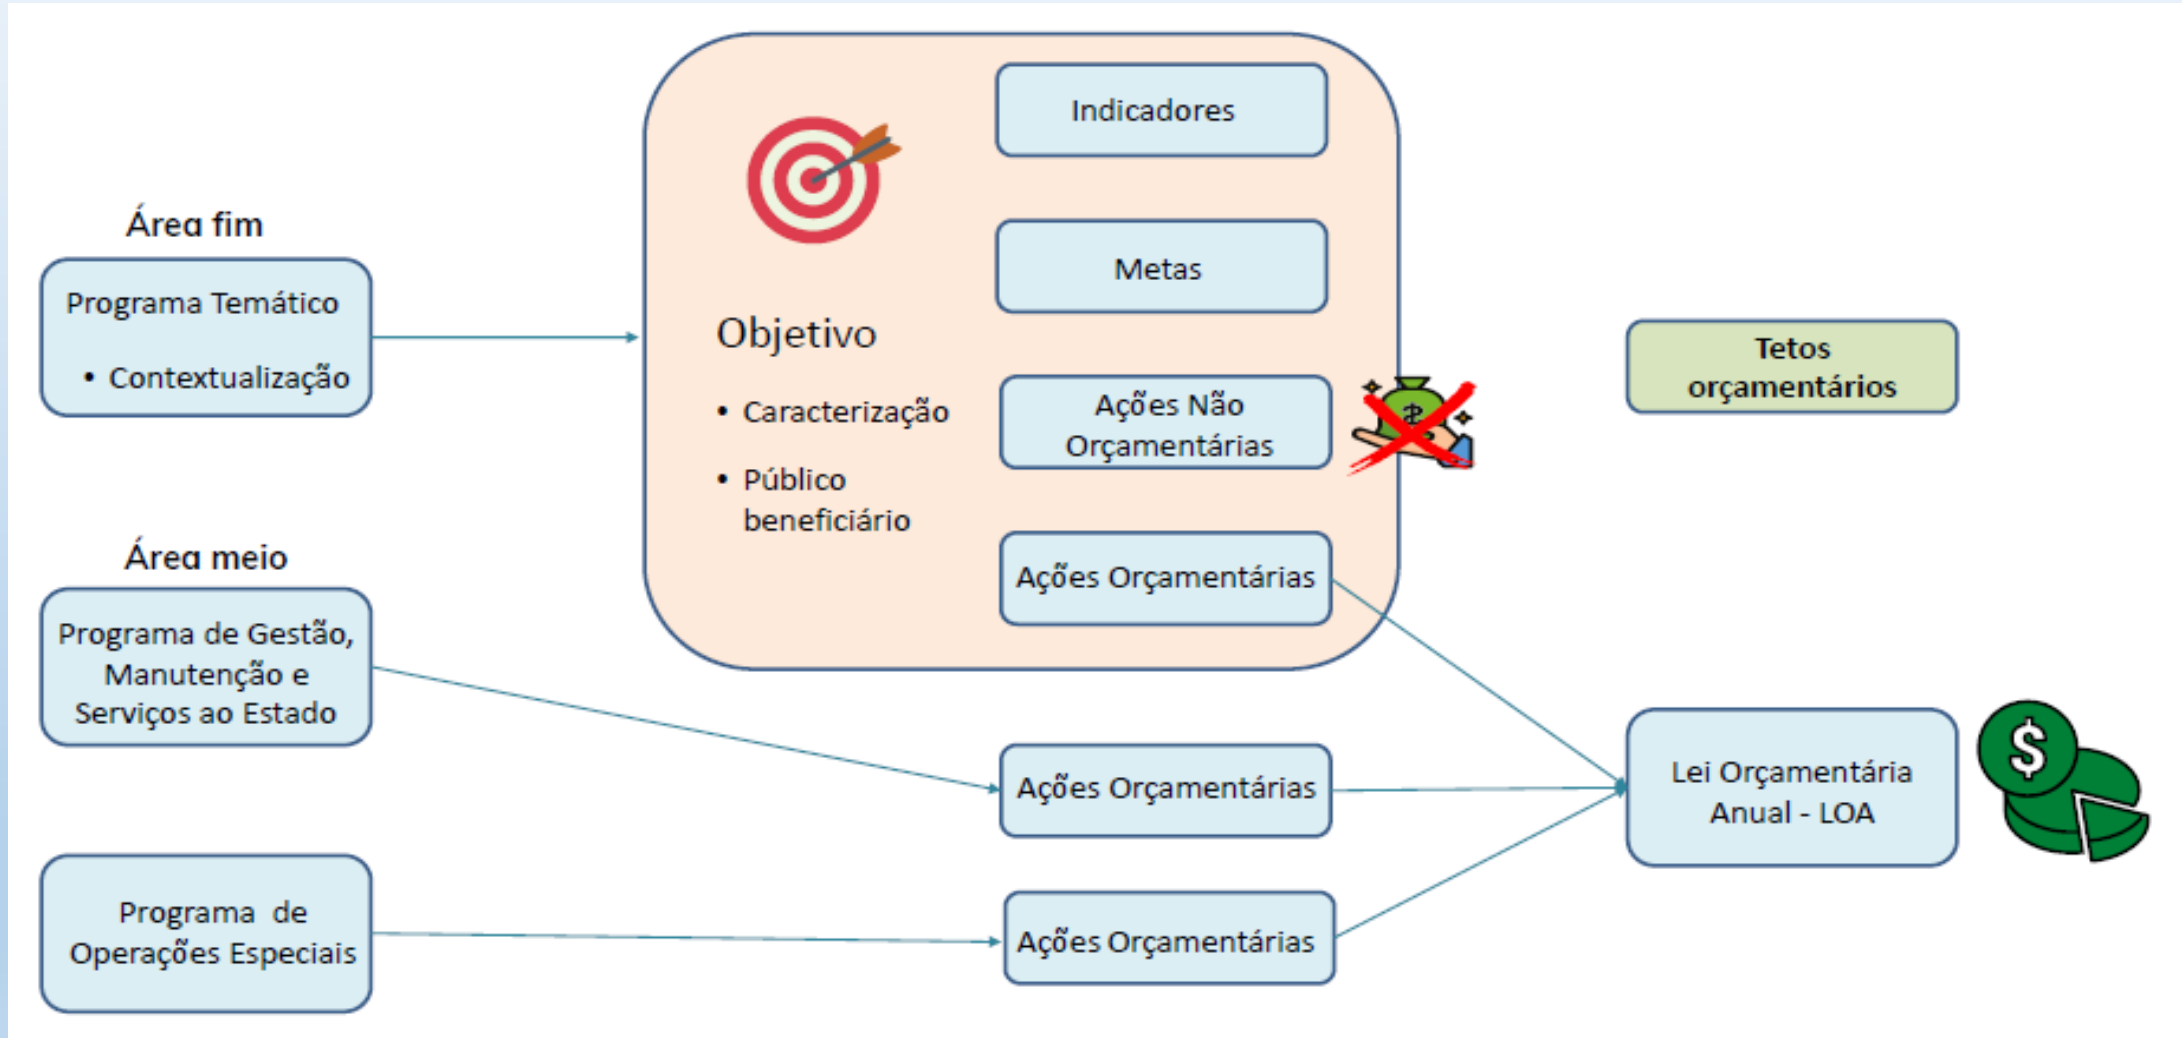 Área fim
Programa Temático
• Contextualização
Área meio
Programa de Gestão,
Manutenção e
Serviços ao Estado
Programa de
Operações Especiais
Objetivo
• Caracterização
• Público
beneficiário
Indicadores
Metas
Ações Não
Orçamentárias
Ações Orçamentárias
Ações Orçamentárias
Ações Orçamentárias
Tetos
orçamentários
Lei Orçamentária
Anual - LOA
$
$